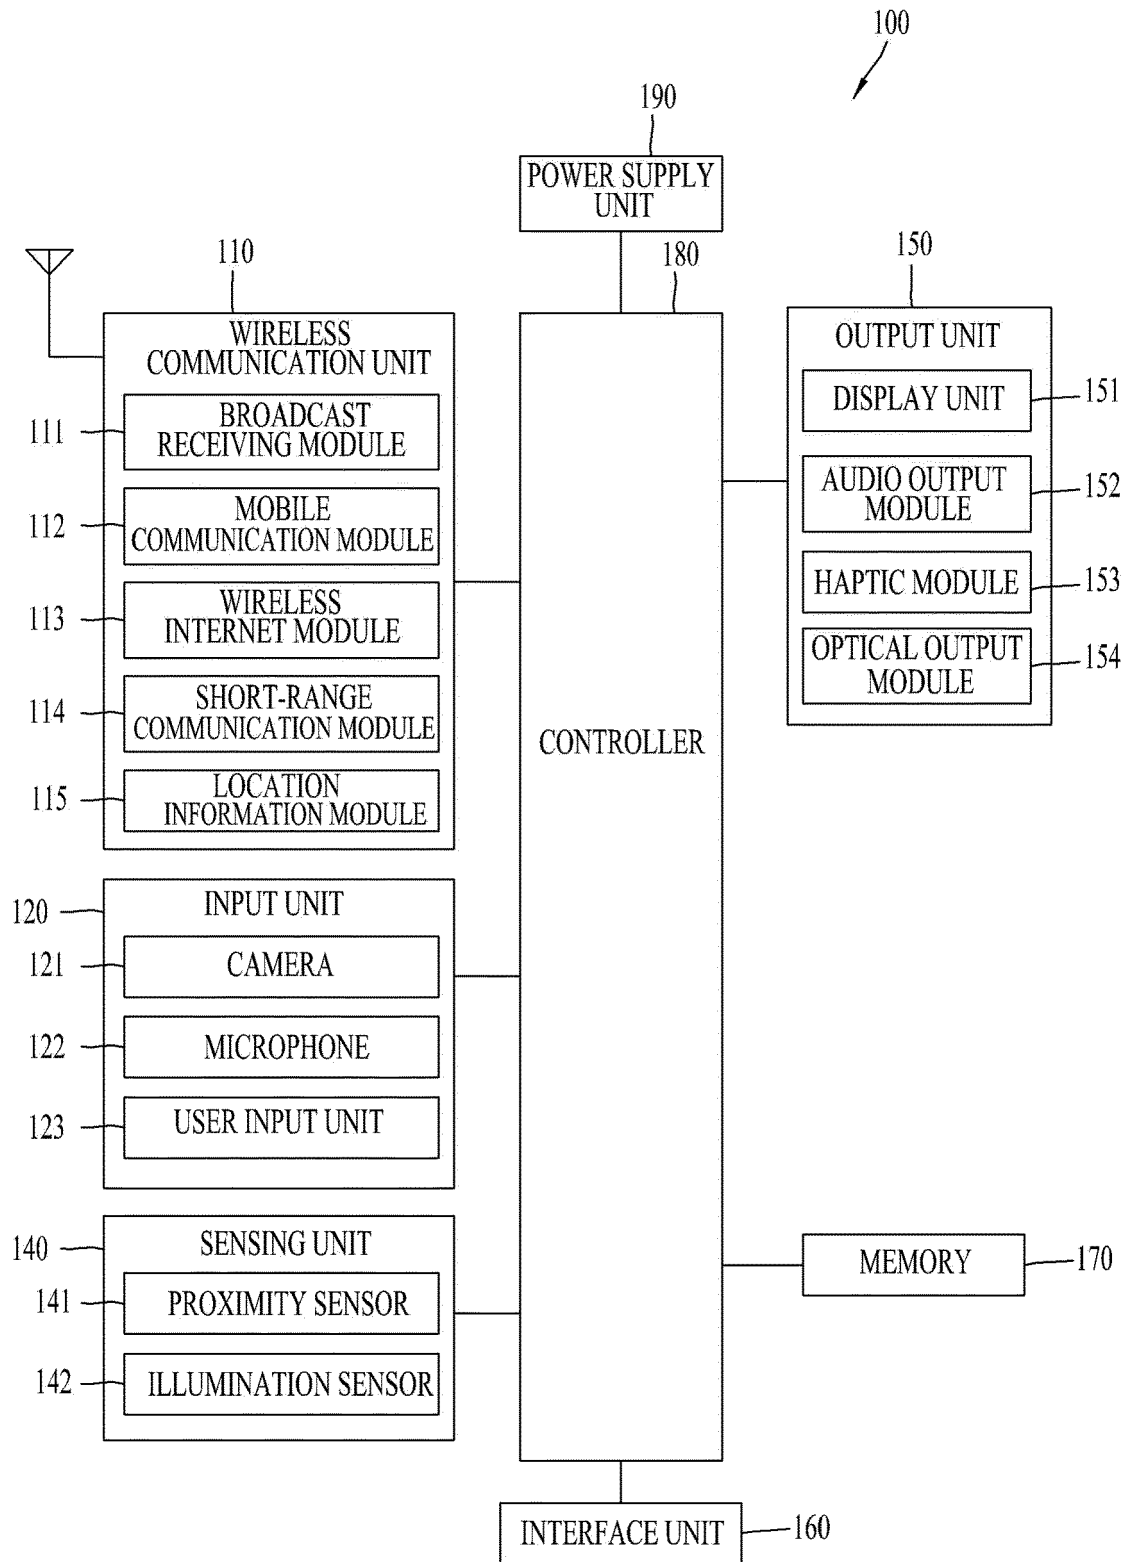 100
190
POWER SUPPLY
UNIT
110
180
150
WIRELESS
COMMUNICATION UNIT
111
BROADCAST
RECEIVING MODULE
112
MOBILE
COMMUNICATION MODULE
113
WIRELESS
INTERNET MODULE
114
SHORT-RANGE
COMMUNICATION MODULE
115
LOCATION
INFORMATION MODULE
120
INPUT UNIT
121
CAMERA
122
MICROPHONE
123
USER INPUT UNIT
140
SENSING UNIT
141
PROXIMITY SENSOR
142
ILLUMINATION SENSOR
CONTROLLER
OUTPUT UNIT
DISPLAY UNIT
151
AUDIO OUTPUT
MODULE
152
HAPTIC MODULE
153
OPTICAL OUTPUT
MODULE
154
MEMORY
170
INTERFACE UNIT
160